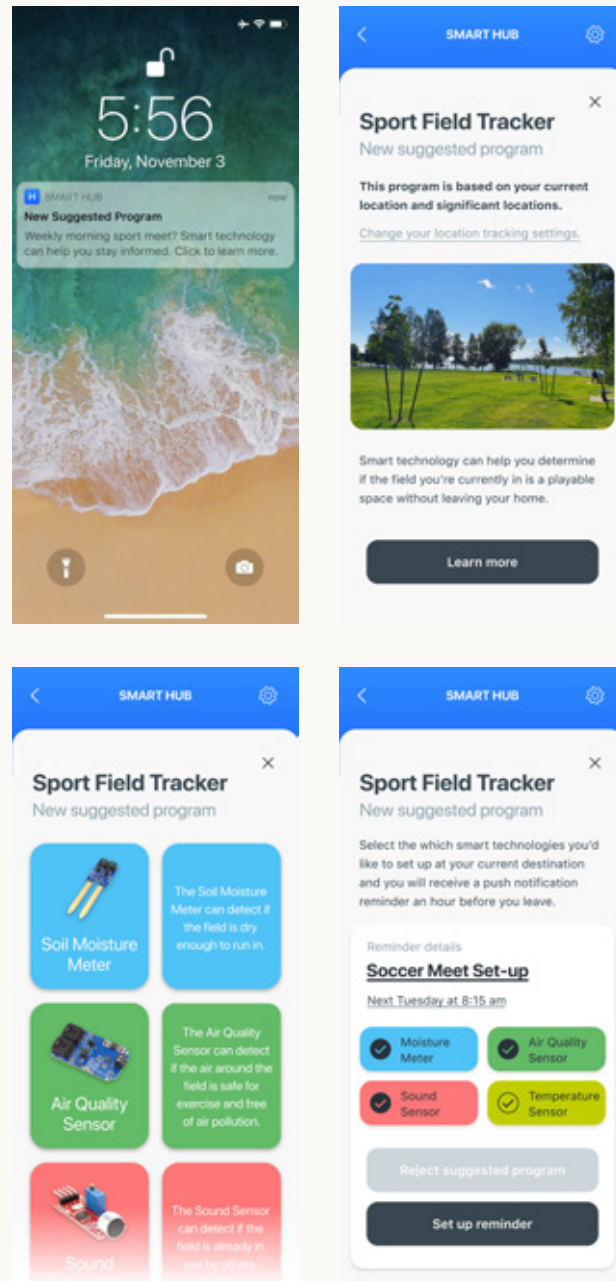 5:56
Friday, November 3
H SMART HUB now
New Suggested Program
Weekly morning sport meet? Smart technology
can help you stay informed. Click to learn more.
SMART HUB
Sport Field Tracker
New suggested program
This program is based on your current
location and significant locations.
Change your location tracking settings.
Smart technology can help you determine
if the field you're currently in is a playable
space without leaving your home.
Learn more
SMART HUB
Sport Field Tracker
New suggested program
Soil Moisture
Meter
The Soil Moisture
Meter can detect if
the field is dry
enough to run in.
Air Quality
Sensor
The Air Quality
Sensor can detect
if the air around the
field is safe for
exercise and free
of air pollution.
Sound
The Sound Sensor
can detect if the
field is already in
use by others.
SMART HUB
Sport Field Tracker
New suggested program
Select the which smart technologies you'd
like to set up at your current destination
and you will receive a push notification
reminder an hour before you leave.
Reminder details
Soccer Meet Set-up
Next Tuesday at 8:15 am
Moisture
Meter
Air Quality
Sensor
Sound
Sensor
Temperature
Sensor
Reject suggested program
Set up reminder